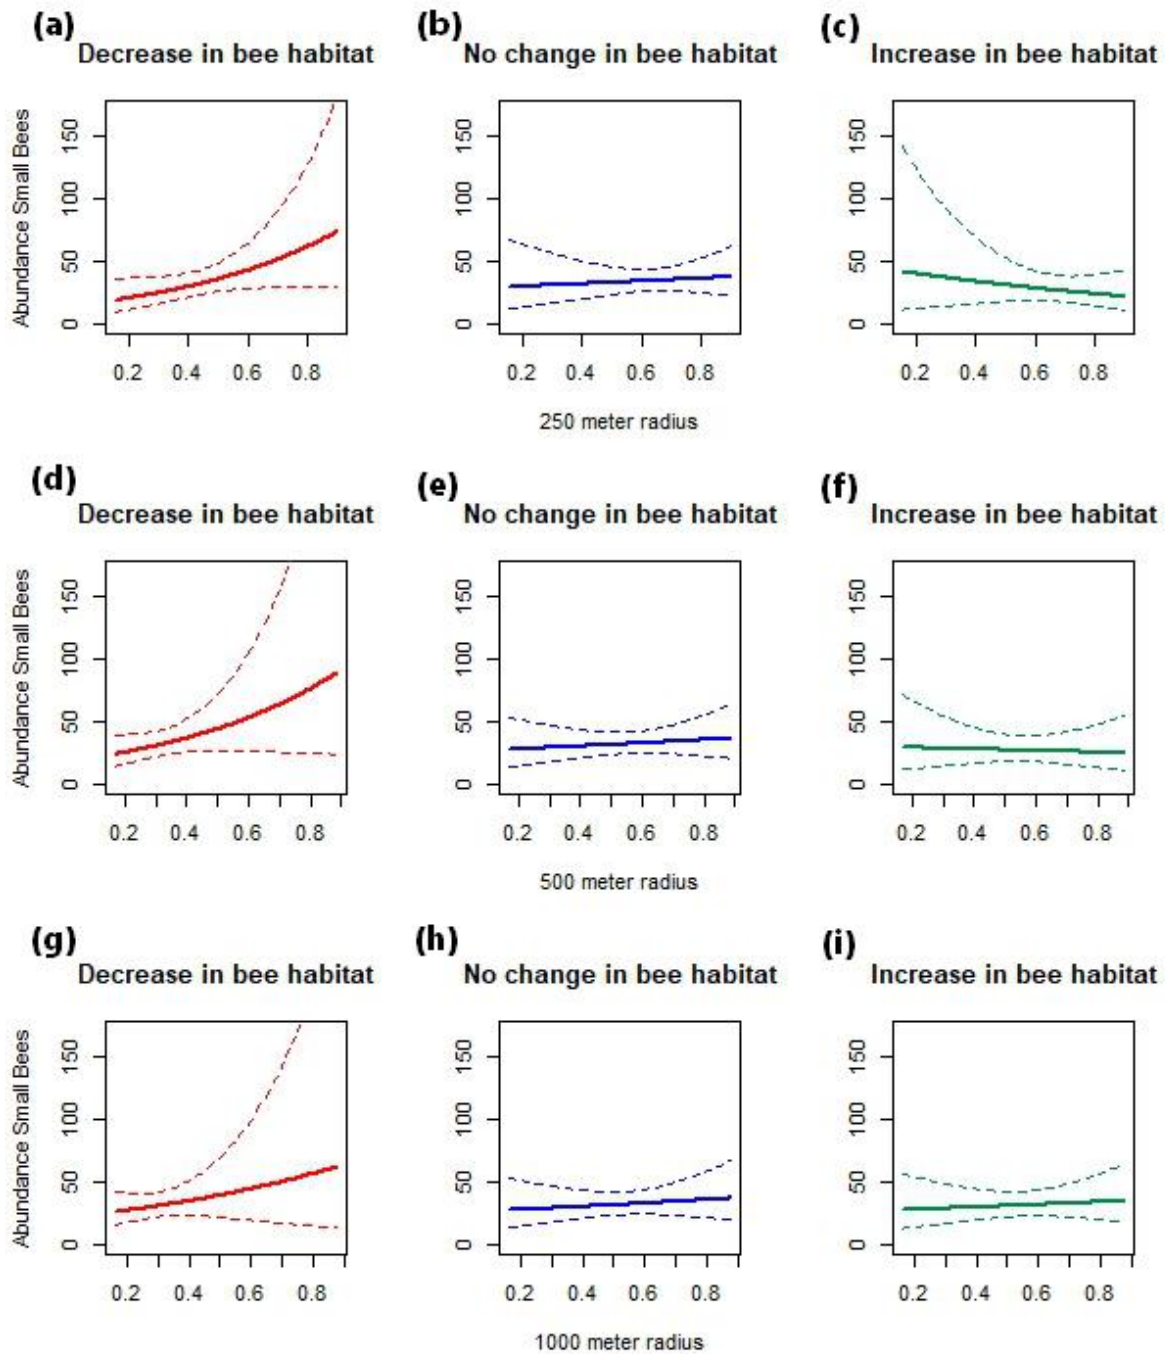 (a) (b) (c)
Decrease in bee habitat No change in bee habitat Increase in bee habitat
Abundance Small Bees
150 150 150
100 100 100
50 50 50
0 0 0
0.2 0.4 0.6 0.8 0.2 0.4 0.6 0.8 0.2 0.4 0.6 0.8
250 meter radius
(d) (e) (f)
Decrease in bee habitat No change in bee habitat Increase in bee habitat
Abundance Small Bees
150 150 150
100 100 100
50 50 50
0 0 0
0.2 0.4 0.6 0.8 0.2 0.4 0.6 0.8 0.2 0.4 0.6 0.8
500 meter radius
(g) (h) (i)
Decrease in bee habitat No change in bee habitat Increase in bee habitat
Abundance Small Bees
150 150 150
100 100 100
50 50 50
0 0 0
0.2 0.4 0.6 0.8 0.2 0.4 0.6 0.8 0.2 0.4 0.6 0.8
1000 meter radius